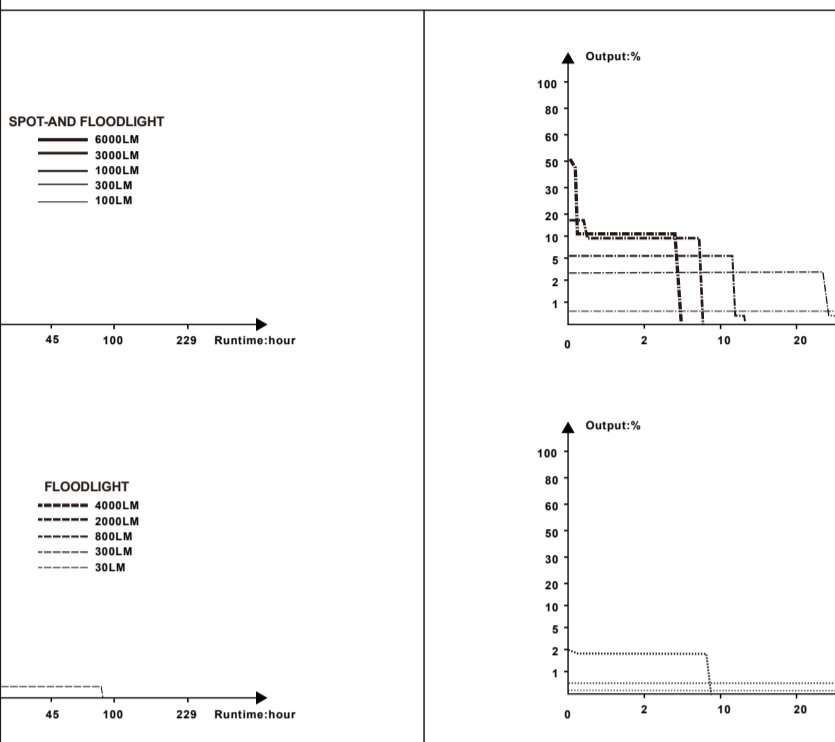 SPOT-AND FLOODLIGHT
6000LM
3000LM
1000LM
300LM
100LM
45 100 229 Runtime:hour
Output:%
100
80
60
50
30
20
10
5
2
1
0 2 10 20
FLOODLIGHT
4000LM
2000LM
800LM
300LM
30LM
45 100 229 Runtime:hour
Output:%
100
80
60
50
30
20
10
5
2
1
0 2 10 20